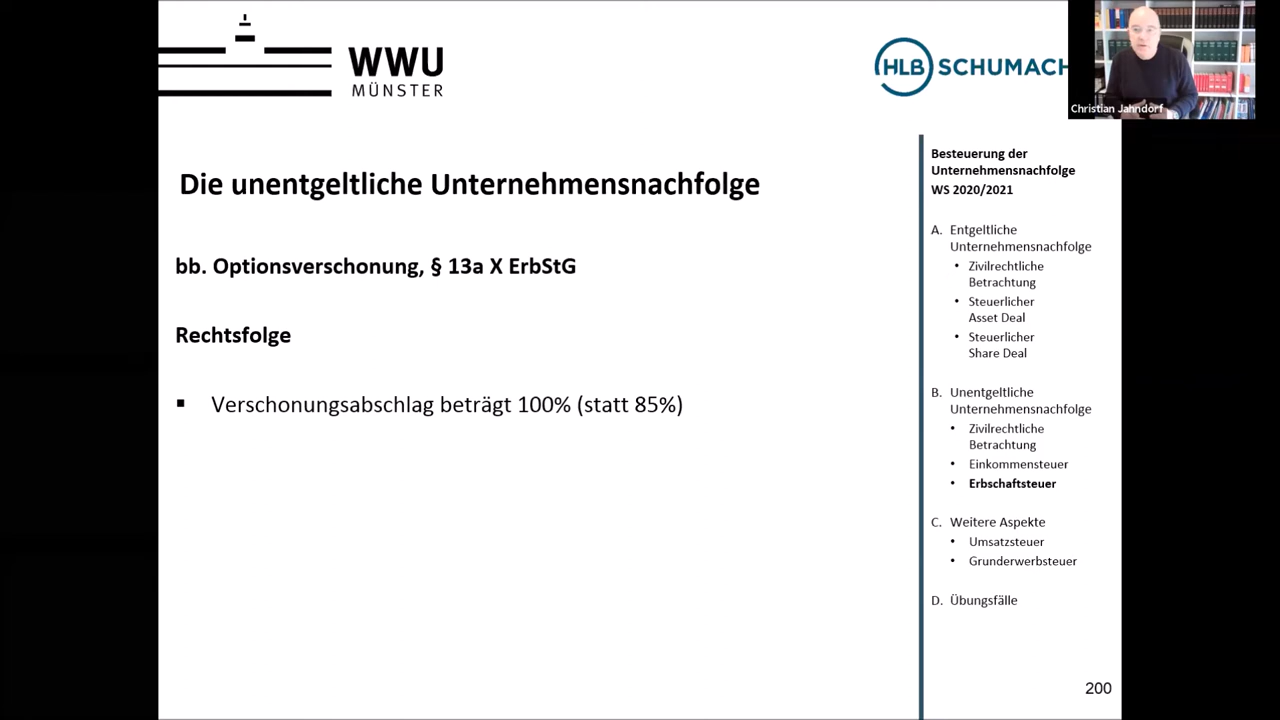 WWU
MÜNSTER
HLB SCHUMACH
Christian Jahndorf
Die unentgeltliche Unternehmensnachfolge
bb. Optionsverschonung, § 13a X ErbStG
Rechtsfolge
▪ Verschonungsabschlag beträgt 100% (statt 85%)
Besteuerung der
Unternehmensnachfolge
WS 2020/2021
A. Entgeltliche
Unternehmensnachfolge
• Zivilrechtliche
Betrachtung
• Steuerlicher
Asset Deal
• Steuerlicher
Share Deal
B. Unentgeltliche
Unternehmensnachfolge
• Zivilrechtliche
Betrachtung
• Einkommensteuer
• Erbschaftsteuer
C. Weitere Aspekte
• Umsatzsteuer
• Grunderwerbsteuer
D. Übungsfälle
200